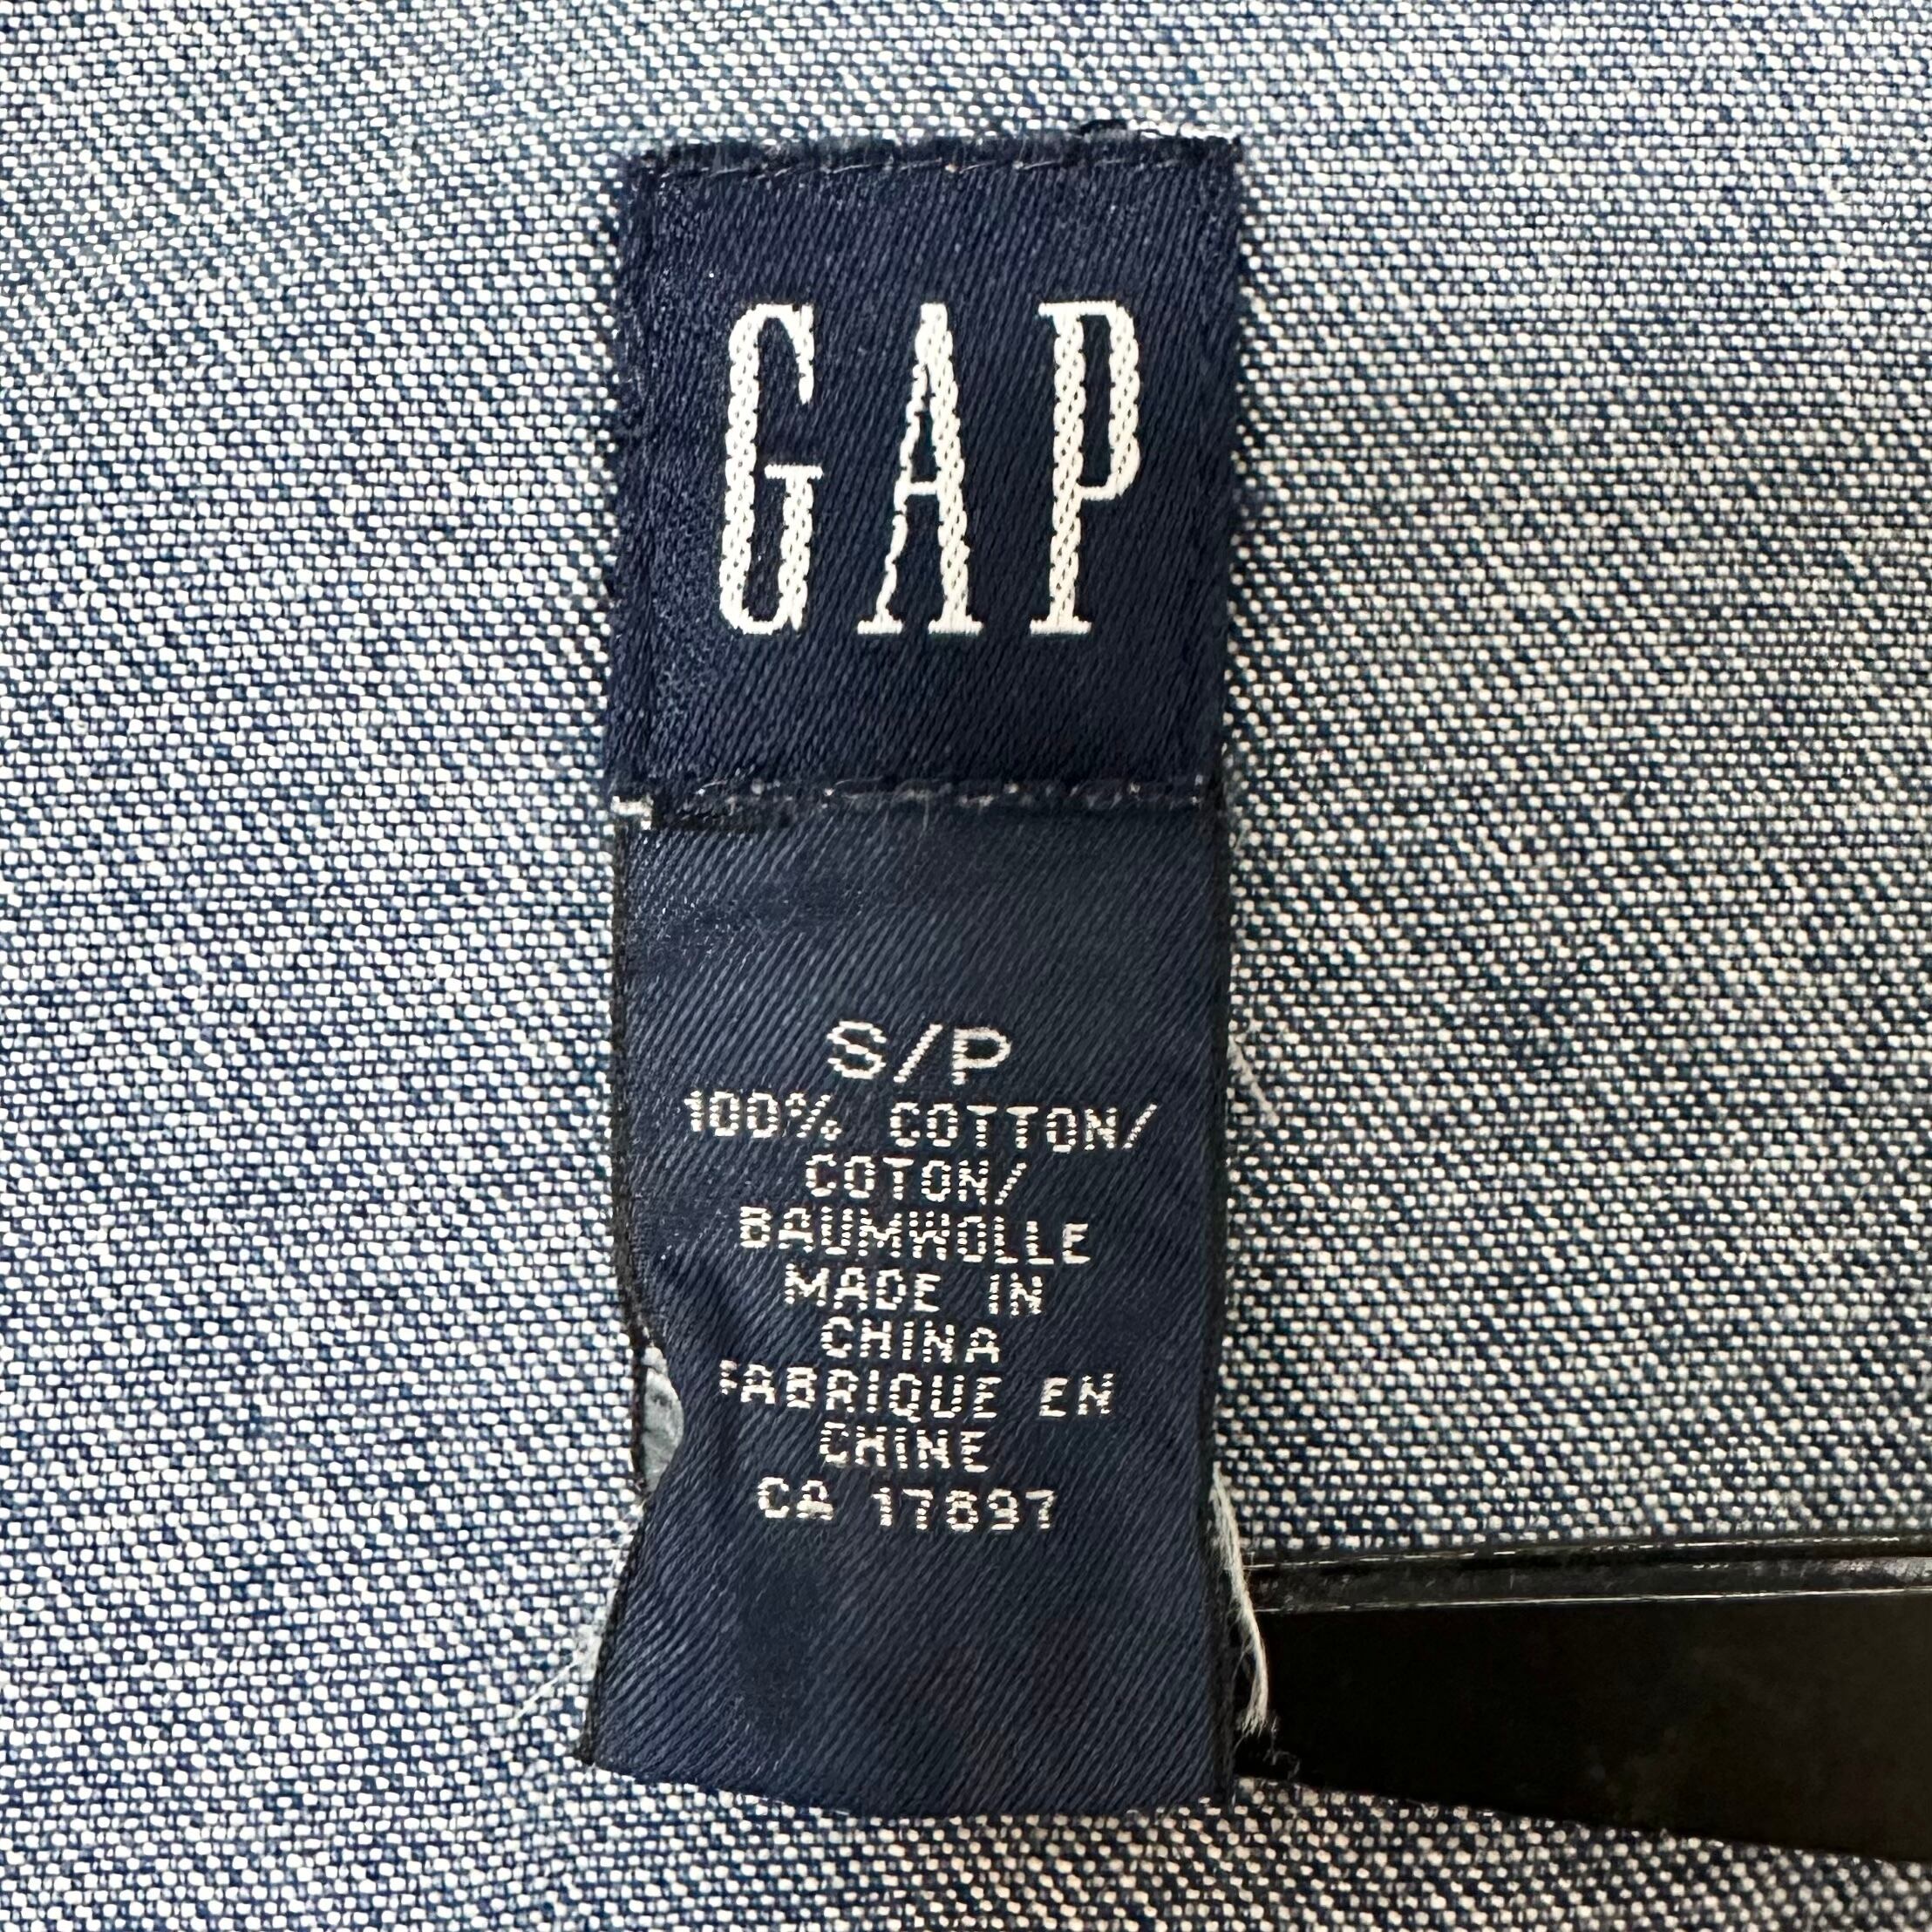 GAP
S/P
100% COTTON/
COTON/
BAUMWOLLE
MADE IN
CHINA
FABRIQUE EN
CHINE
CA 17897